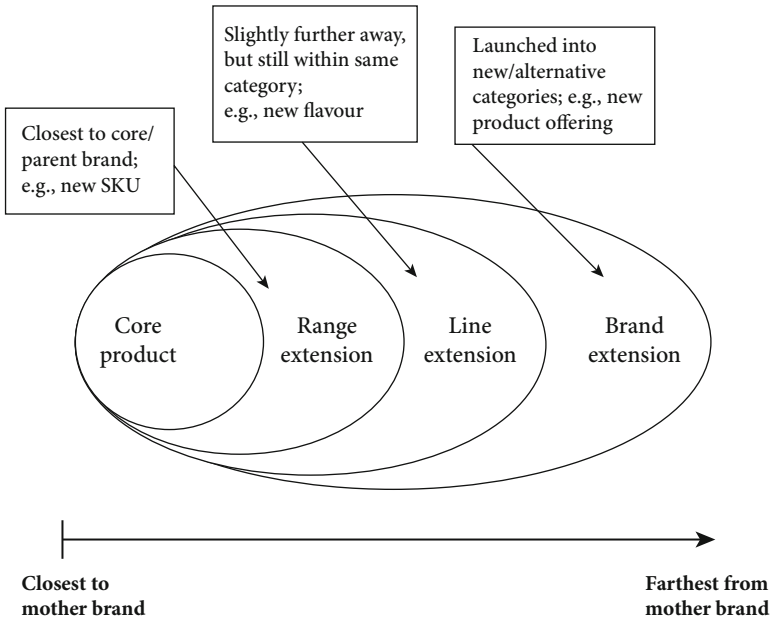 Slightly further away,
but still within same
category;
e.g., new flavour
Launched into
new/alternative
categories; e.g., new
product offering
Closest to core/
parent brand;
e.g., new SKU
Core
product
Range
extension
Line
extension
Brand
extension
Closest to
mother brand
Farthest from
mother brand